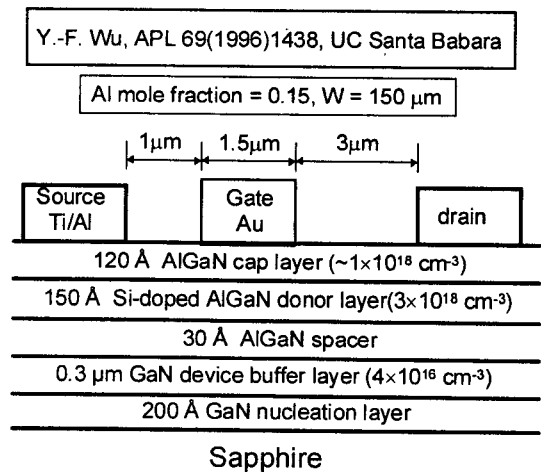 Y.-F. Wu, APL 69(1996)1438, UC Santa Babara
Al mole fraction = 0.15, W = 150 μm
1μm 1.5μm 3μm
Source
Ti/Al
Gate
Au
drain
120 Å AlGaN cap layer (~1×10¹⁸ cm⁻³)
150 Å Si-doped AlGaN donor layer(3×10¹⁸ cm⁻³)
30 Å AlGaN spacer
0.3 μm GaN device buffer layer (4×10¹⁶ cm⁻³)
200 Å GaN nucleation layer
Sapphire